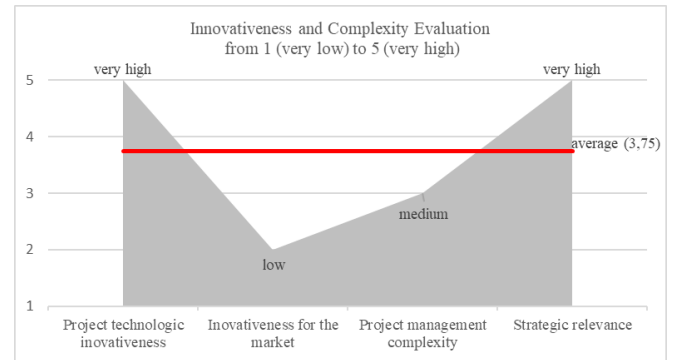 Innovativeness and Complexity Evaluation
from 1 (very low) to 5 (very high)
very high
very high
5
4
average (3,75)
3
medium
2
low
1
Project technologic
inovativeness
Inovativeness for the
market
Project management
complexity
Strategic relevance